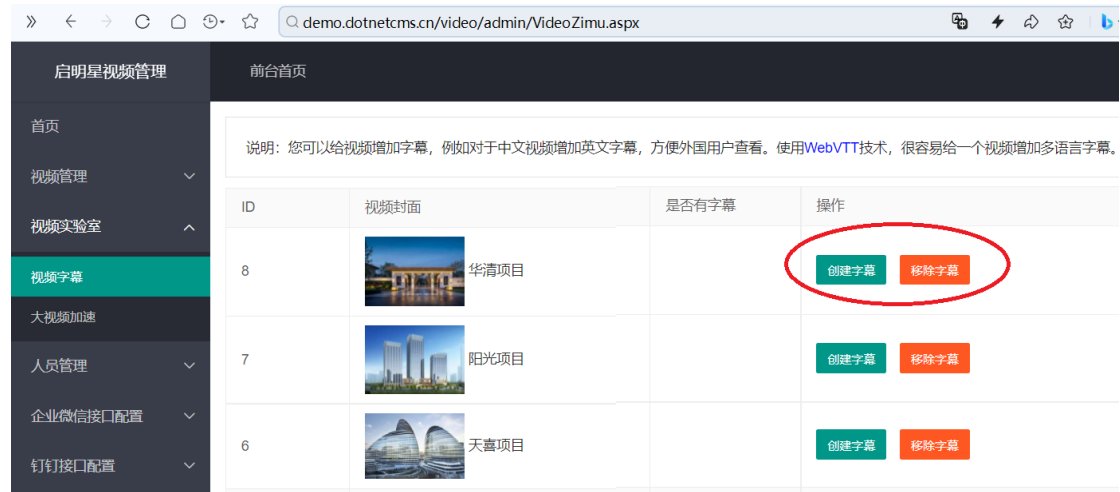 demo.dotnetcms.cn/video/admin/VideoZimu.aspx
启明星视频管理
前台首页
首页
视频管理
视频实验室
视频字幕
大视频加速
人员管理
企业微信接口配置
钉钉接口配置
说明：您可以给视频增加字幕，例如对于中文视频增加英文字幕，方便外国用户查看。使用WebVTT技术，很容易给一个视频增加多语言字幕。
ID 视频封面 是否有字幕 操作
8 华清项目 创建字幕 移除字幕
7 阳光项目 创建字幕 移除字幕
6 天喜项目 创建字幕 移除字幕